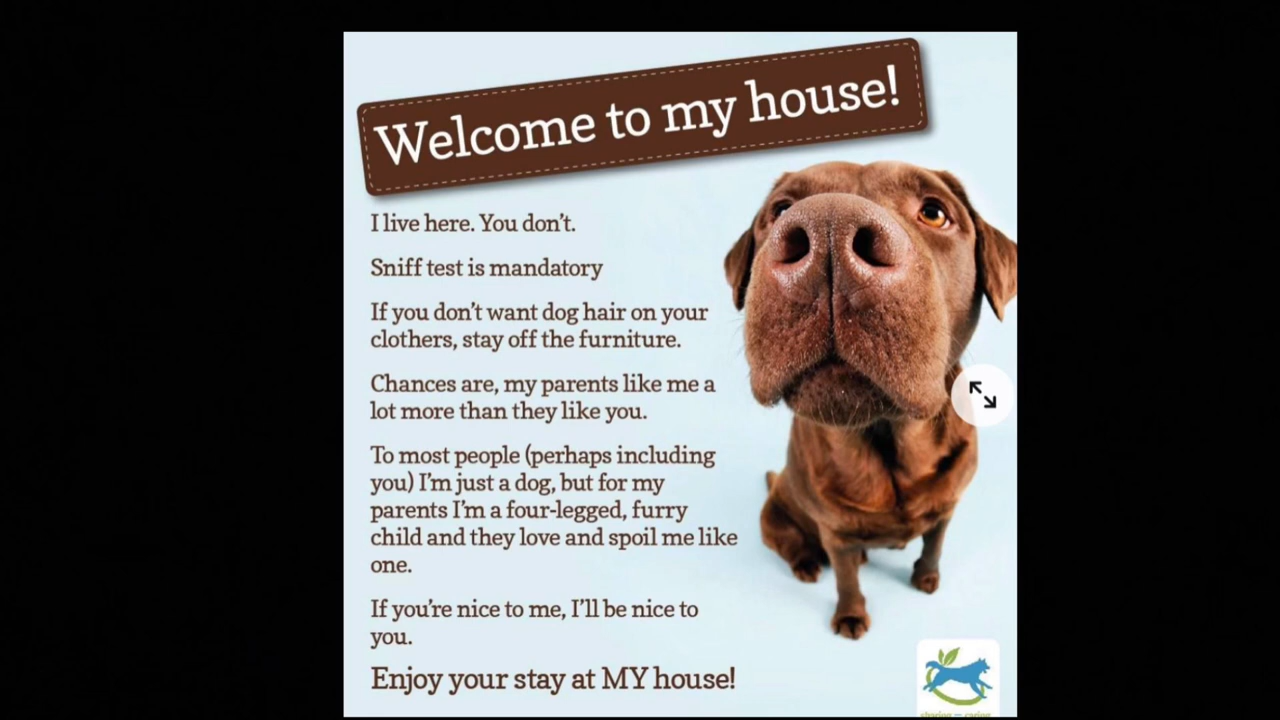 Welcome to my house!
I live here. You don't.
Sniff test is mandatory
If you don't want dog hair on your
clothers, stay off the furniture.
Chances are, my parents like me a
lot more than they like you.
To most people (perhaps including
you) I'm just a dog, but for my
parents I'm a four-legged, furry
child and they love and spoil me like
one.
If you're nice to me, I'll be nice to
you.
Enjoy your stay at MY house!